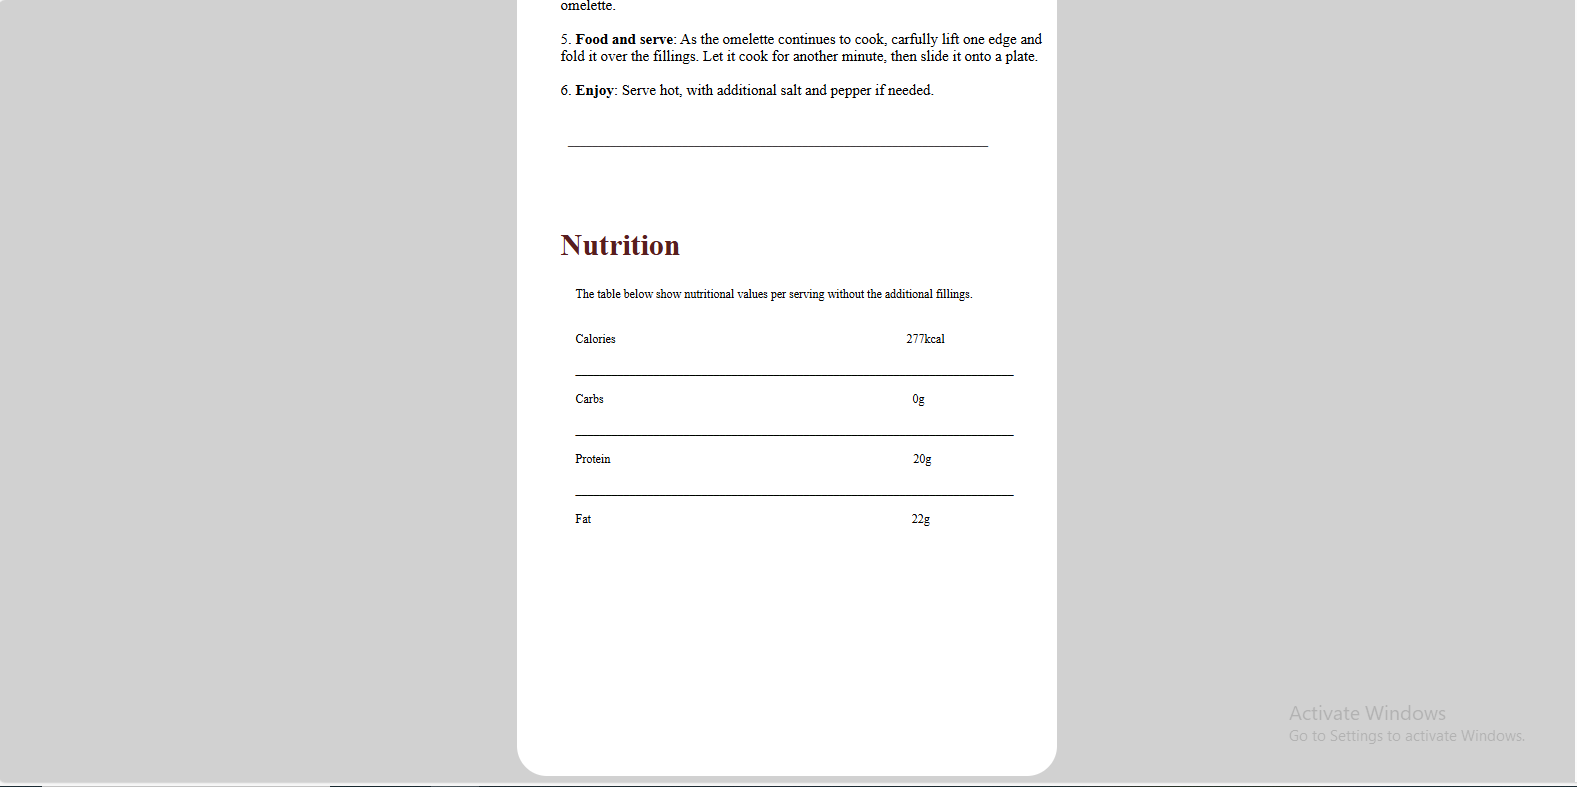 omelette.
5. Food and serve: As the omelette continues to cook, carfully lift one edge and
fold it over the fillings. Let it cook for another minute, then slide it onto a plate.
6. Enjoy: Serve hot, with additional salt and pepper if needed.
Nutrition
The table below show nutritional values per serving without the additional fillings.
Calories 277kcal
Carbs 0g
Protein 20g
Fat 22g
Activate Windows
Go to Settings to activate Windows.